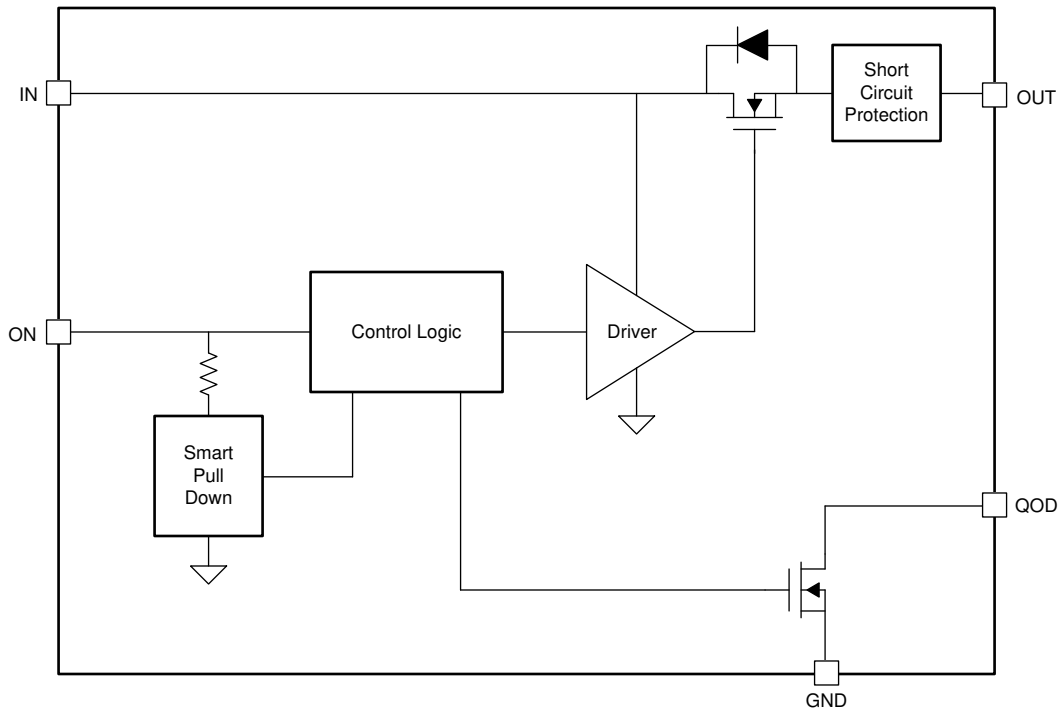 IN
Short
Circuit
Protection
OUT
ON
Control Logic
Driver
Smart
Pull
Down
QOD
GND